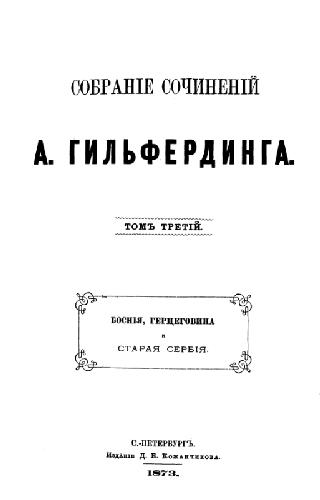 СОБРАНІЕ СОЧИНЕНІЙ
А. ГИЛЬФЕРДИНГА.
ТОМЪ ТРЕТІЙ.
БОСНІЯ, ГЕРЦЕГОВИНА
И
СТАРАЯ СЕРБІЯ.
С.-ПЕТЕРБУРГЪ.
Изданіе Д. Е. Кожанчикова.
1873.